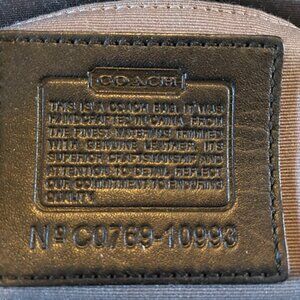 COACH
THIS IS A COACH BAG. IT WAS
HANDCRAFTED IN CHINA FROM
THE FINEST MATERIALS TRIMMED
WITH GENUINE LEATHER. ITS
SUPERIOR CRAFTSMANSHIP AND
ATTENTION TO DETAIL REFLECT
OUR COMMITMENT TO ENDURING
QUALITY.
Nº C0769-10993